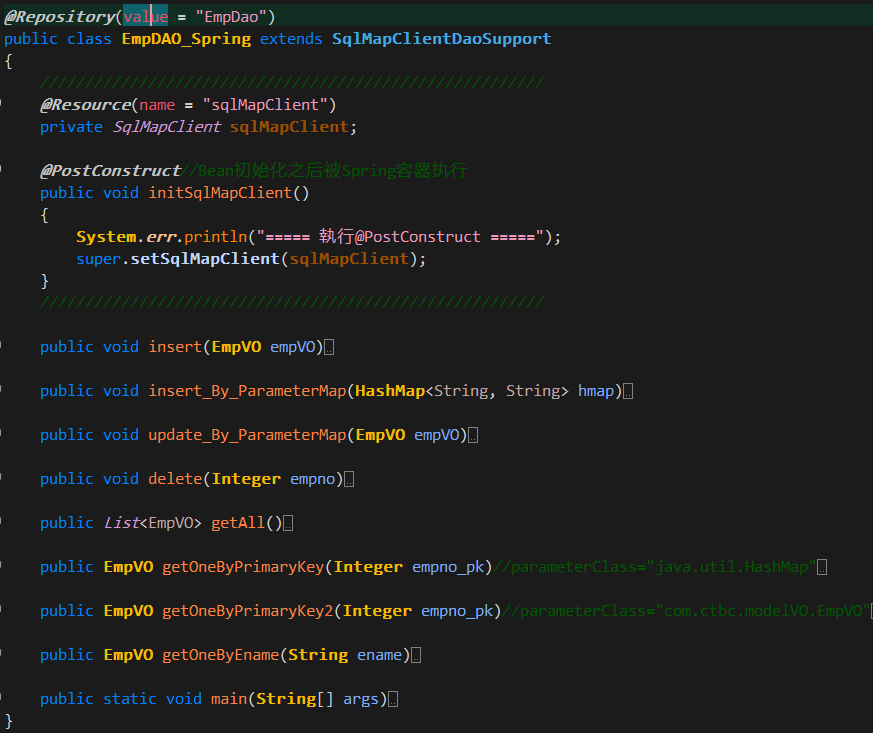 @Repository(value = "EmpDao")
public class EmpDAO_Spring extends SqlMapClientDaoSupport
{
////////////////////////////////////////////////////////
@Resource(name = "sqlMapClient")
private SqlMapClient sqlMapClient;
@PostConstruct//Bean初始化之后被Spring容器执行
public void initSqlMapClient()
{
System.err.println("===== 執行@PostConstruct =====");
super.setSqlMapClient(sqlMapClient);
}
////////////////////////////////////////////////////////
public void insert(EmpVO empVO)
public void insert_By_ParameterMap(HashMap<String, String> hmap)
public void update_By_ParameterMap(EmpVO empVO)
public void delete(Integer empno)
public List<EmpVO> getAll()
public EmpVO getOneByPrimaryKey(Integer empno_pk)//parameterClass="java.util.HashMap"
public EmpVO getOneByPrimaryKey2(Integer empno_pk)//parameterClass="com.ctbc.modelVO.EmpVO"
public EmpVO getOneByEname(String ename)
public static void main(String[] args)
}